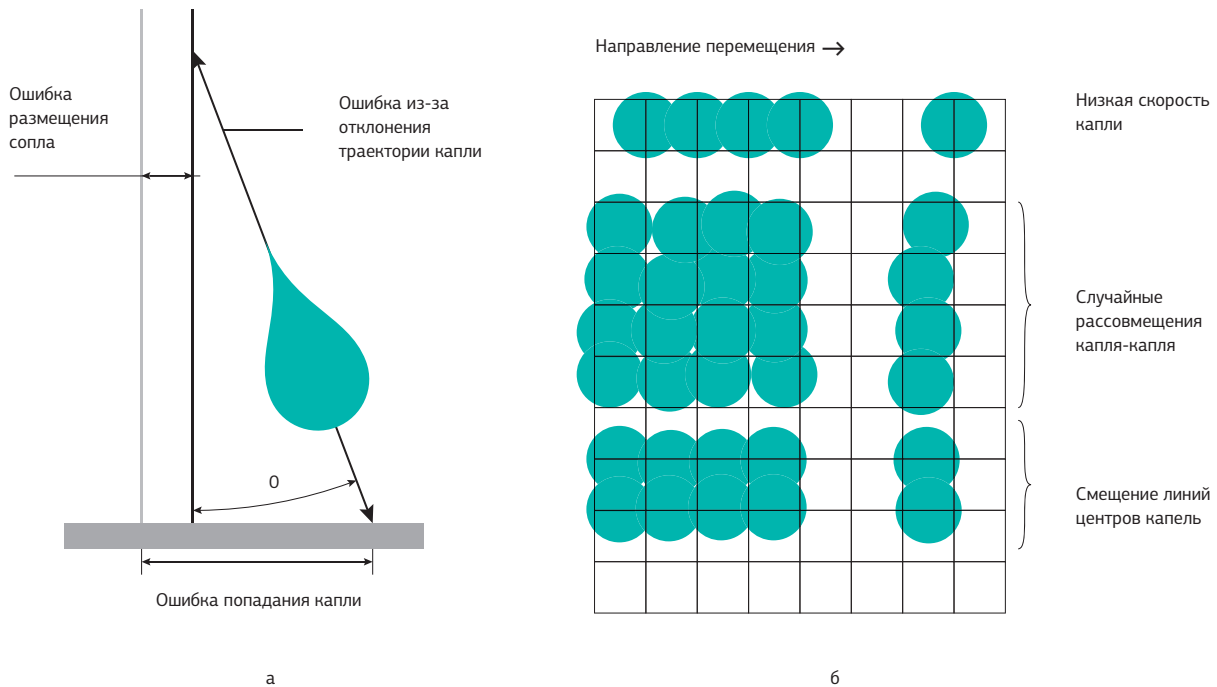 Ошибка
размещения
сопла
Ошибка из-за
отклонения
траектории капли
0
Ошибка попадания капли
а
Направление перемещения →
Низкая скорость
капли
Случайные
рассовмещения
капля-капля
Смещение линий
центров капель
б